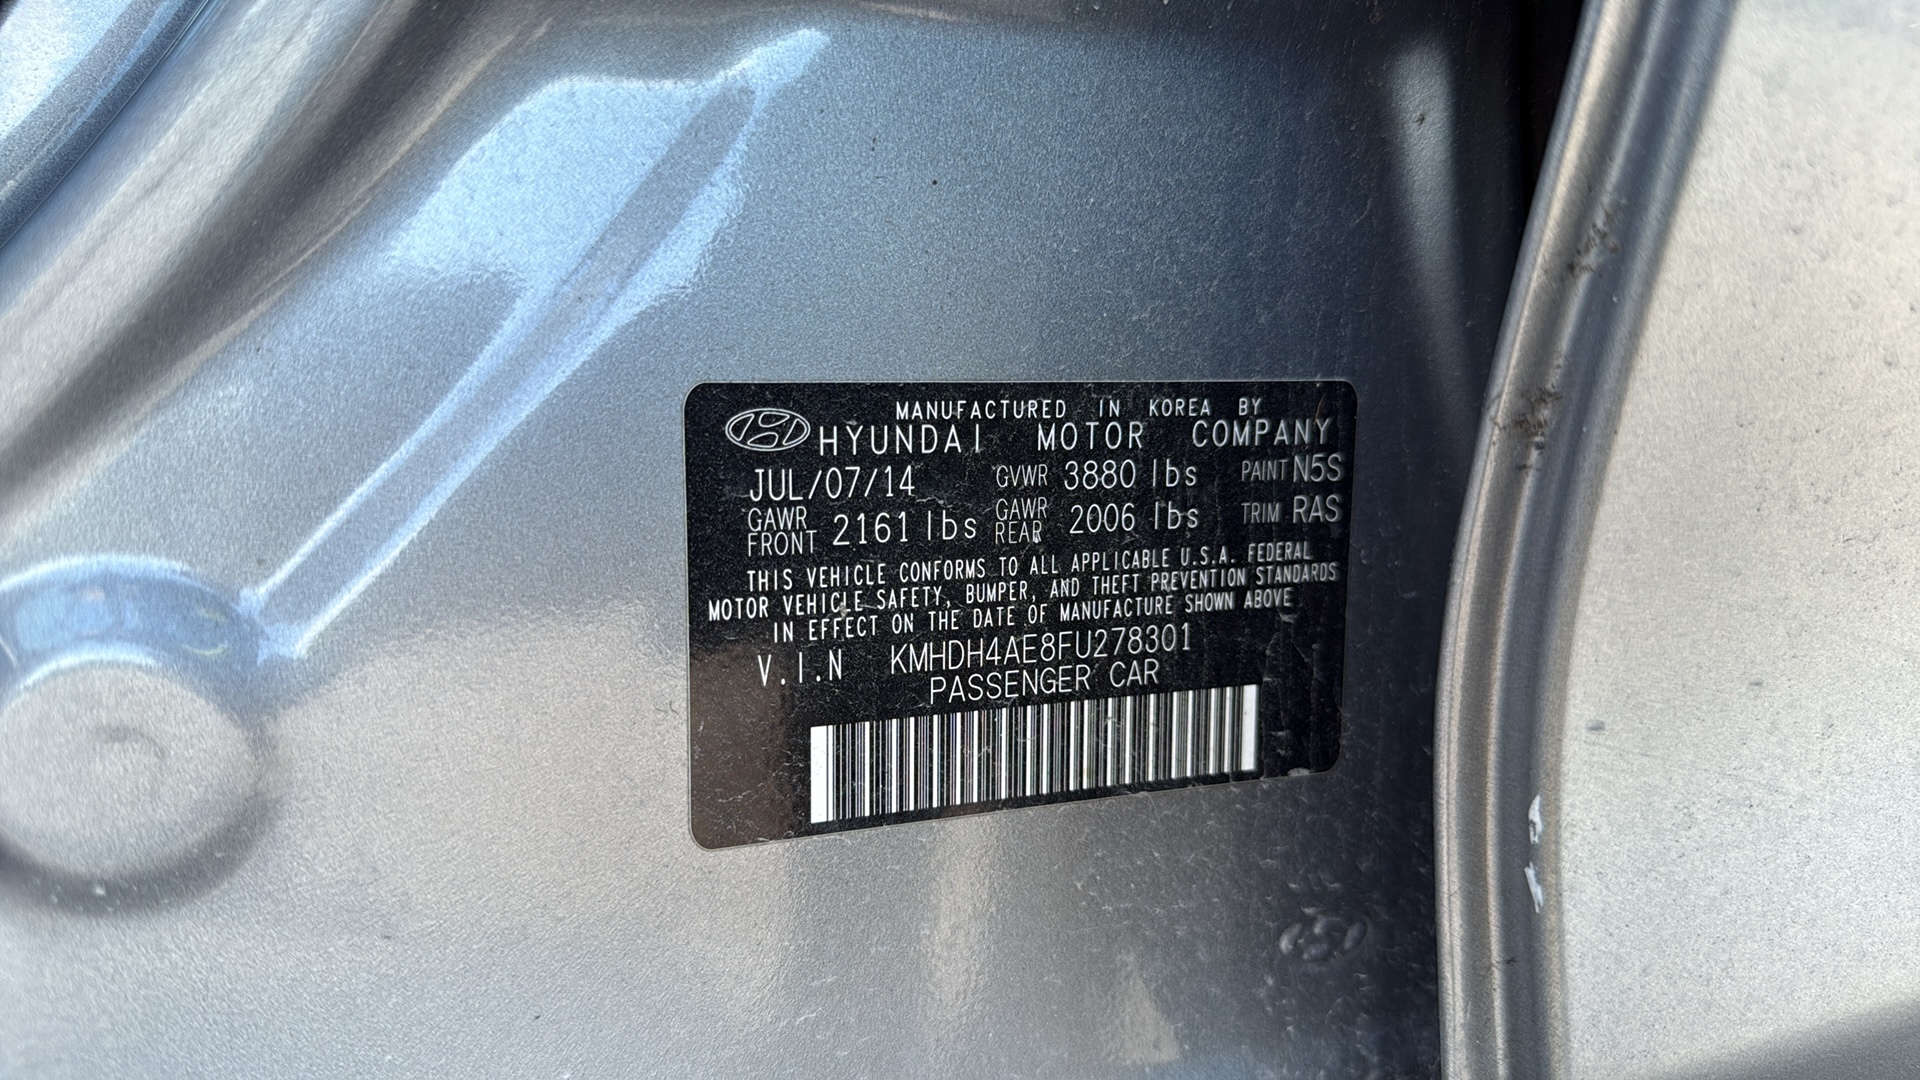 MANUFACTURED IN KOREA BY
HYUNDAI MOTOR COMPANY
JUL/07/14 GVWR 3880 lbs PAINT N5S
GAWR FRONT 2161 lbs GAWR REAR 2006 lbs TRIM RAS
THIS VEHICLE CONFORMS TO ALL APPLICABLE U.S.A. FEDERAL
MOTOR VEHICLE SAFETY, BUMPER, AND THEFT PREVENTION STANDARDS
IN EFFECT ON THE DATE OF MANUFACTURE SHOWN ABOVE
V.I.N KMHDH4AE8FU278301
PASSENGER CAR